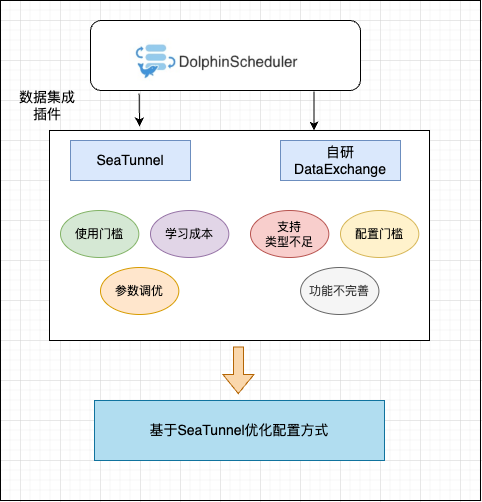 DolphinScheduler
数据集成
插件
SeaTunnel
自研
DataExchange
使用门槛
学习成本
支持
类型不足
配置门槛
参数调优
功能不完善
基于SeaTunnel优化配置方式